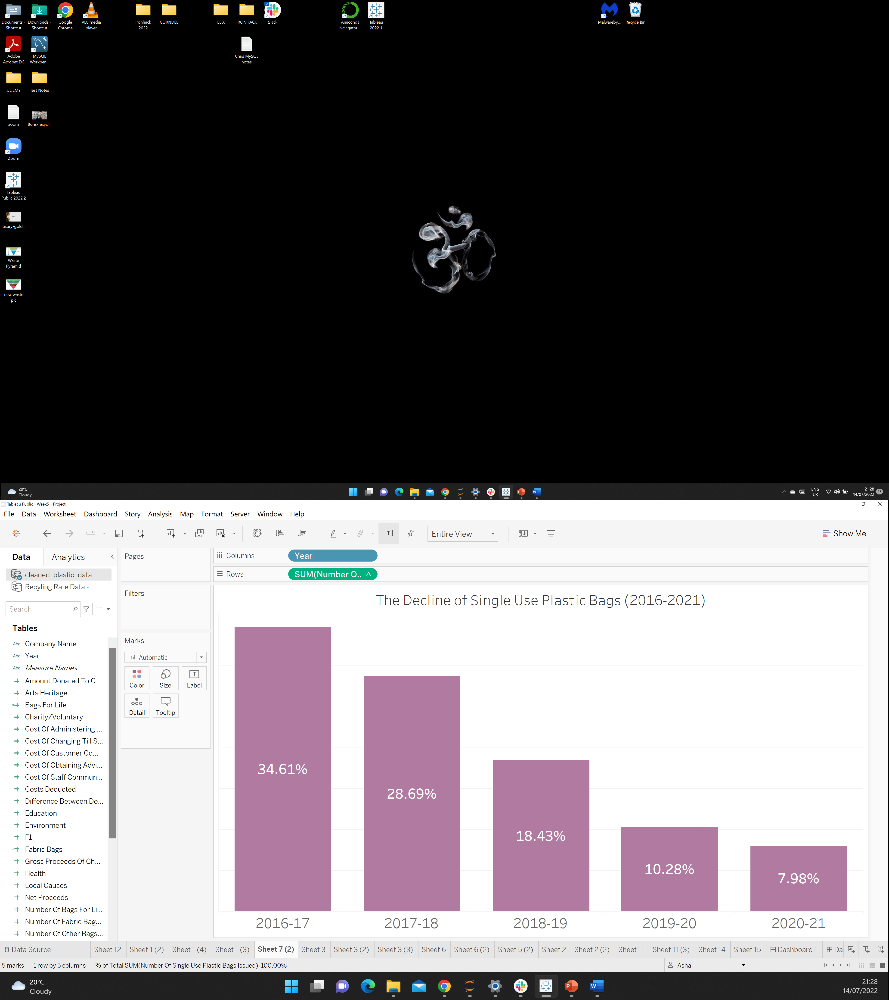 Documents - Shortcut
Downloads - Shortcut
Google Chrome
VLC media player
Ironhack 2022
CORNDEL
EDX
IRONHACK
Slack
Anaconda Navigator ...
Tableau 2022.1
Malwareby...
Recycle Bin
Adobe Acrobat DC
MySQL Workben...
Chris MySQL notes
UDEMY
Test Notes
zoom
Boris-recycl...
Zoom
Tableau Public 2022.2
luxury-gold...
Waste Pyramid
new waste pic
20°C
Cloudy
ENG
UK
21:28
14/07/2022
23
Tableau Public - Week5 - Project
File Data Worksheet Dashboard Story Analysis Map Format Server Window Help
Entire View
Show Me
Data Analytics
cleaned_plastic_data
Recyling Rate Data -
Search
Tables
Abc Company Name
Abc Year
Abc Measure Names
Amount Donated To G...
Arts Heritage
Bags For Life
Charity/Voluntary
Cost Of Administering ...
Cost Of Changing Till S...
Cost Of Customer Co...
Cost Of Obtaining Advi...
Cost Of Staff Commun...
Costs Deducted
Difference Between Do...
Education
Environment
F1
Fabric Bags
Gross Proceeds Of Ch...
Health
Local Causes
Net Proceeds
Number Of Bags For Li...
Number Of Fabric Bag...
Number Of Other Bags...
Pages
Filters
Marks
Automatic
Color Size Label
Detail Tooltip
Columns Year
Rows SUM(Number O..
The Decline of Single Use Plastic Bags (2016-2021)
34.61%
28.69%
18.43%
10.28%
7.98%
2016-17 2017-18 2018-19 2019-20 2020-21
Data Source Sheet 12 Sheet 1 (2) Sheet 1 (4) Sheet 1 (3) Sheet 7 (2) Sheet 3 Sheet 3 (2) Sheet 3 (3) Sheet 6 Sheet 6 (2) Sheet 5 (2) Sheet 2 Sheet 2 (2) Sheet 11 Sheet 11 (3) Sheet 14 Sheet 15 Dashboard 1 Da
5 marks 1 row by 5 columns % of Total SUM(Number Of Single Use Plastic Bags Issued): 100.00% Asha
20°C
Cloudy
21:28
14/07/2022